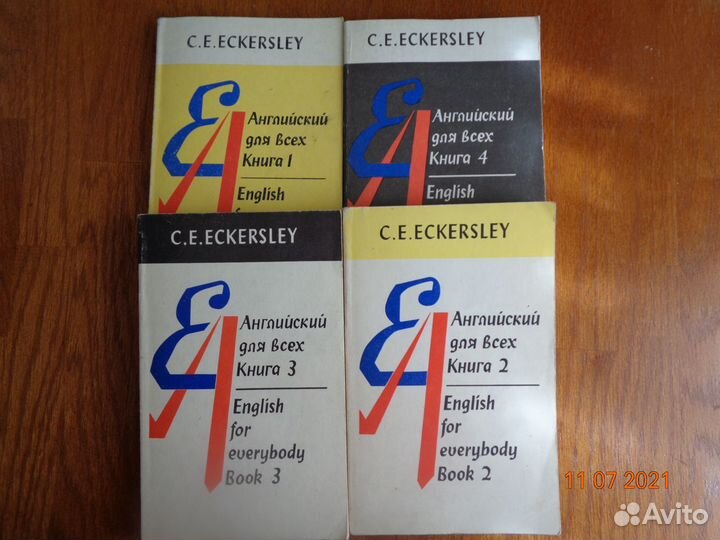 C.E.ECKERSLEY
Английский
для всех
Книга 1
English
C.E.ECKERSLEY
Английский
для всех
Книга 4
English
C.E.ECKERSLEY
EA
Английский
для всех
Книга 3
English
for
everybody
Book 3
C.E.ECKERSLEY
EA
Английский
для всех
Книга 2
English
for
everybody
Book 2
11 07 2021
Avito